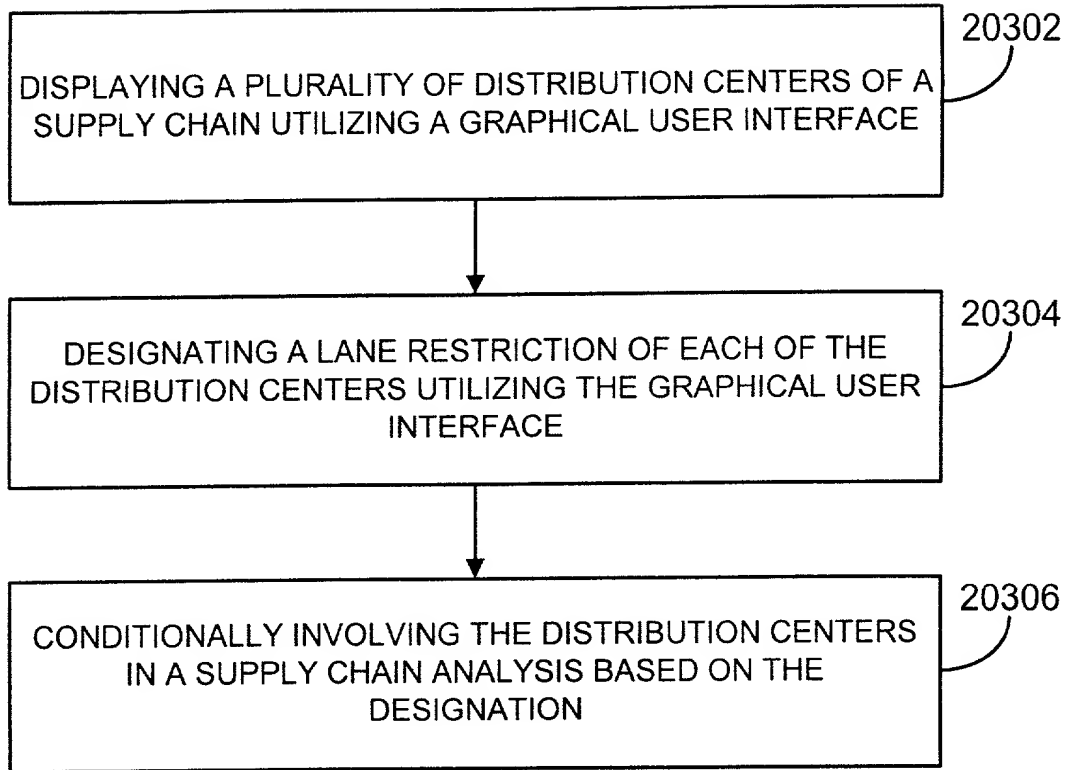 20302
DISPLAYING A PLURALITY OF DISTRIBUTION CENTERS OF A
SUPPLY CHAIN UTILIZING A GRAPHICAL USER INTERFACE
20304
DESIGNATING A LANE RESTRICTION OF EACH OF THE
DISTRIBUTION CENTERS UTILIZING THE GRAPHICAL USER
INTERFACE
20306
CONDITIONALLY INVOLVING THE DISTRIBUTION CENTERS
IN A SUPPLY CHAIN ANALYSIS BASED ON THE
DESIGNATION